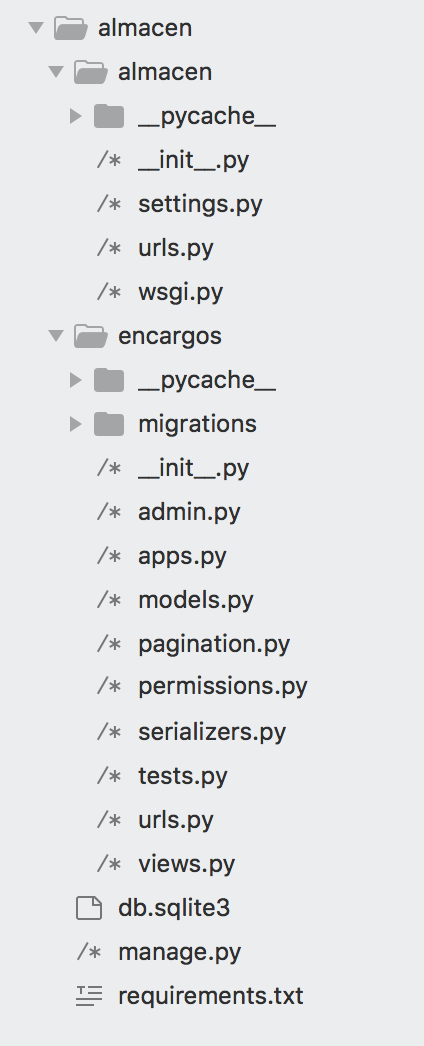 almacen
almacen
__pycache__
/* __init__.py
/* settings.py
/* urls.py
/* wsgi.py
encargos
__pycache__
migrations
/* __init__.py
/* admin.py
/* apps.py
/* models.py
/* pagination.py
/* permissions.py
/* serializers.py
/* tests.py
/* urls.py
/* views.py
db.sqlite3
/* manage.py
requirements.txt